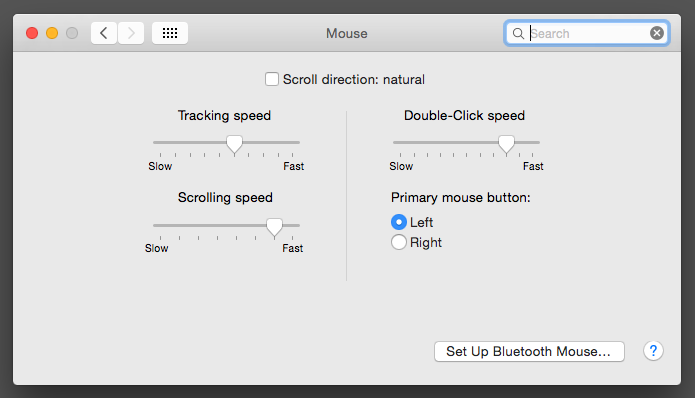 Mouse
Search
Scroll direction: natural
Tracking speed
Slow Fast
Scrolling speed
Slow Fast
Double-Click speed
Slow Fast
Primary mouse button:
Left
Right
Set Up Bluetooth Mouse...
?